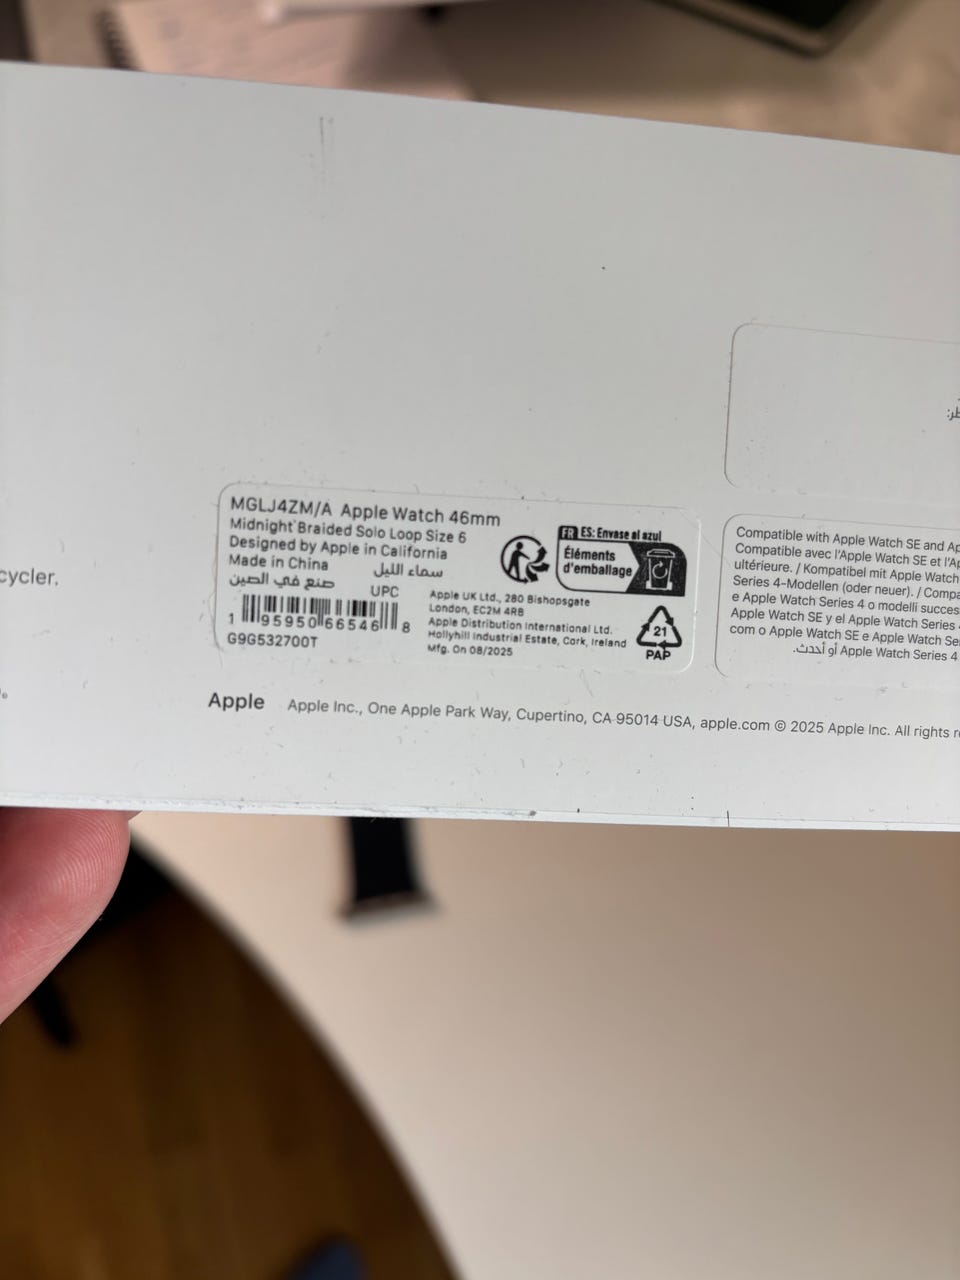 cycler.
MGLJ4ZM/A Apple Watch 46mm
Midnight Braided Solo Loop Size 6
Designed by Apple in California
Made in China
سماء الليل
صنع في الصين
UPC
1 95950 66546 8
G9G532700T
FR ES: Envase al azul
Éléments
d'emballage
Apple UK Ltd., 280 Bishopsgate
London, EC2M 4RB
Apple Distribution International Ltd.
Hollyhill Industrial Estate, Cork, Ireland
Mfg. On 08/2025
21
PAP
Compatible with Apple Watch SE and Ap
Compatible avec l'Apple Watch SE et l'A
ultérieure. / Kompatibel mit Apple Watch
Series 4-Modellen (oder neuer). / Compa
e Apple Watch Series 4 o modelli success
Apple Watch SE y el Apple Watch Series
com o Apple Watch SE e Apple Watch Se
Apple Watch Series 4 أو أحدث.
Apple Apple Inc., One Apple Park Way, Cupertino, CA 95014 USA, apple.com © 2025 Apple Inc. All rights r